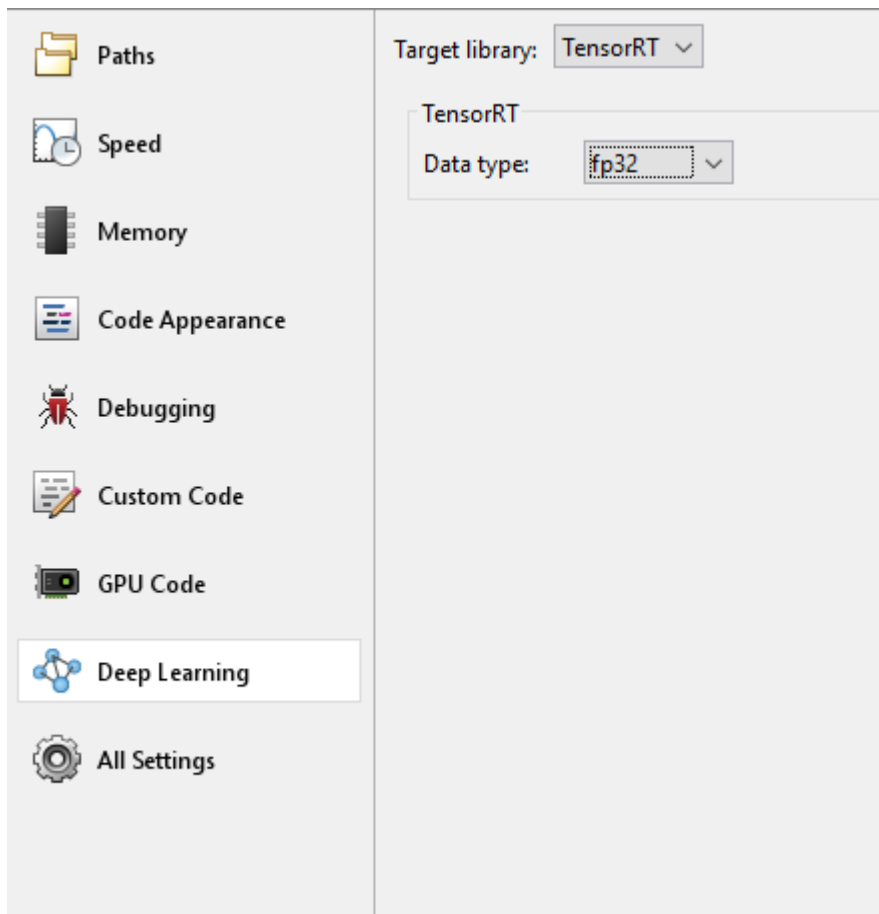 Paths
Speed
Memory
Code Appearance
Debugging
Custom Code
GPU Code
Deep Learning
All Settings
Target library: TensorRT
TensorRT
Data type: fp32